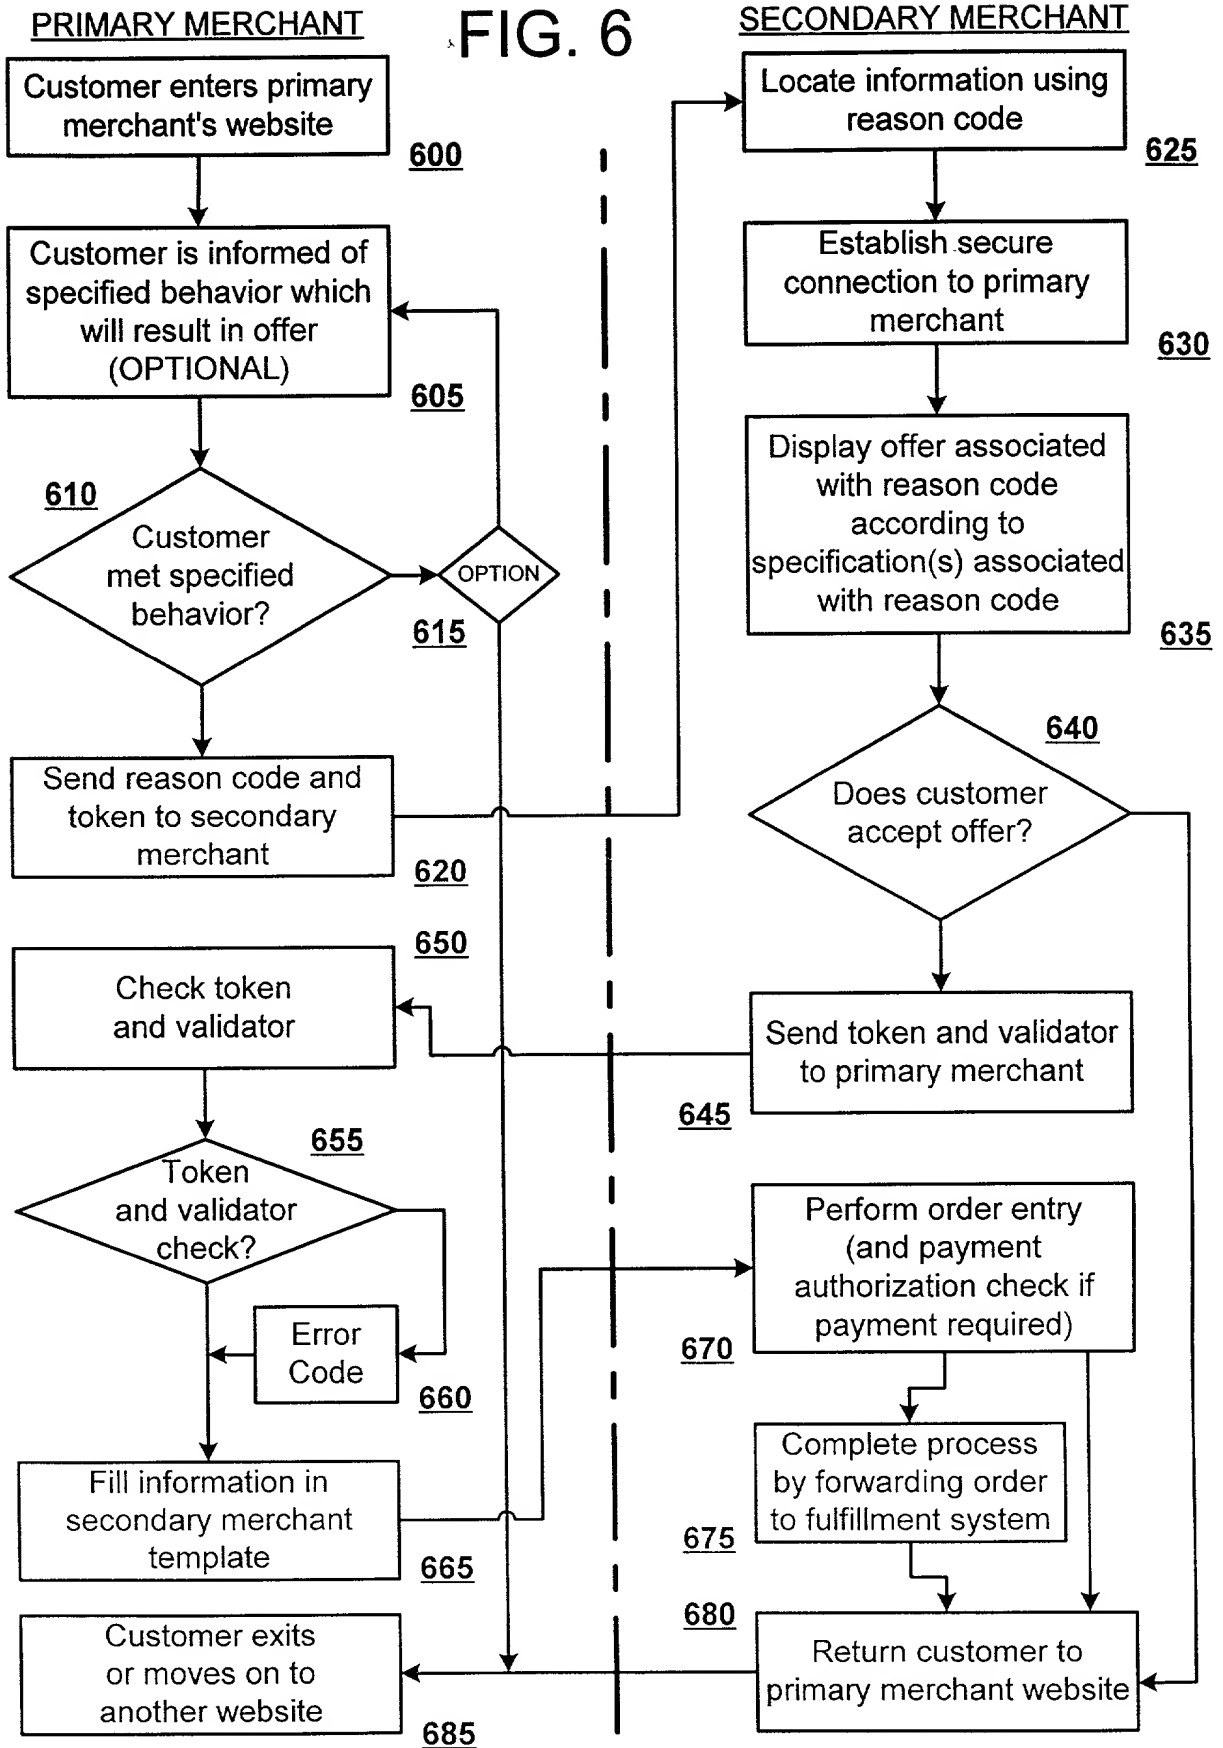 PRIMARY MERCHANT
FIG. 6
SECONDARY MERCHANT
Customer enters primary
merchant's website
600
Customer is informed of
specified behavior which
will result in offer
(OPTIONAL)
605
610
Customer
met specified
behavior?
OPTION
615
Send reason code and
token to secondary
merchant
620
Locate information using
reason code
625
Establish secure
connection to primary
merchant
630
Display offer associated
with reason code
according to
specification(s) associated
with reason code
635
640
Does customer
accept offer?
Send token and validator
to primary merchant
645
650
Check token
and validator
655
Token
and validator
check?
Error
Code
660
Fill information in
secondary merchant
template
665
Perform order entry
(and payment
authorization check if
payment required)
670
Complete process
by forwarding order
to fulfillment system
675
680
Return customer to
primary merchant website
Customer exits
or moves on to
another website
685